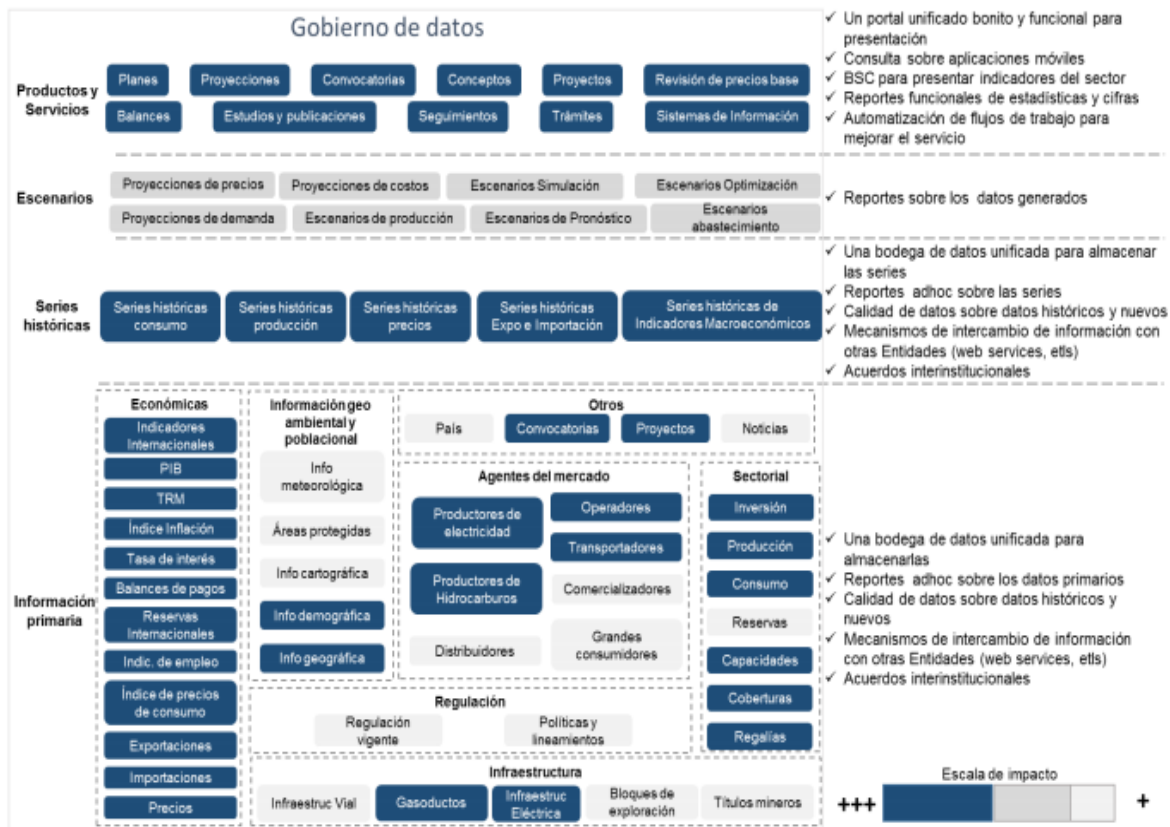 Gobierno de datos
Productos y
Servicios
Planes
Proyecciones
Convocatorias
Conceptos
Proyectos
Revisión de precios base
Balances
Estudios y publicaciones
Seguimientos
Trámites
Sistemas de Información
✓ Un portal unificado bonito y funcional para
presentación
✓ Consulta sobre aplicaciones móviles
✓ BSC para presentar indicadores del sector
✓ Reportes funcionales de estadísticas y cifras
✓ Automatización de flujos de trabajo para
mejorar el servicio
Escenarios
Proyecciones de precios
Proyecciones de costos
Escenarios Simulación
Escenarios Optimización
Proyecciones de demanda
Escenarios de producción
Escenarios de Pronóstico
Escenarios
abastecimiento
✓ Reportes sobre los datos generados
Series
históricas
Series históricas
consumo
Series históricas
producción
Series históricas
precios
Series históricas
Expo e Importación
Series históricas de
Indicadores Macroeconómicos
✓ Una bodega de datos unificada para almacenar
las series
✓ Reportes adhoc sobre las series
✓ Calidad de datos sobre datos históricos y nuevos
✓ Mecanismos de intercambio de información con
otras Entidades (web services, etls)
✓ Acuerdos interinstitucionales
Información
primaria
Económicas
Indicadores
Internacionales
PIB
TRM
Índice Inflación
Tasa de interés
Balances de pagos
Reservas
Internacionales
Indic. de empleo
Índice de precios
de consumo
Exportaciones
Importaciones
Precios
Información geo
ambiental y
poblacional
Info
meteorológica
Áreas protegidas
Info cartográfica
Info demográfica
Info geográfica
Otros
País
Convocatorias
Proyectos
Noticias
Agentes del mercado
Productores de
electricidad
Operadores
Transportadores
Productores de
Hidrocarburos
Comercializadores
Distribuidores
Grandes
consumidores
Sectorial
Inversión
Producción
Consumo
Reservas
Capacidades
Coberturas
Regalías
Regulación
Regulación
vigente
Políticas y
lineamientos
Infraestructura
Infraestruc Vial
Gasoductos
Infraestruc
Eléctrica
Bloques de
exploración
Títulos mineros
✓ Una bodega de datos unificada para
almacenarlas
✓ Reportes adhoc sobre los datos primarios
✓ Calidad de datos sobre datos históricos y
nuevos
✓ Mecanismos de intercambio de información
con otras Entidades (web services, etls)
✓ Acuerdos interinstitucionales
Escala de impacto
+++
+